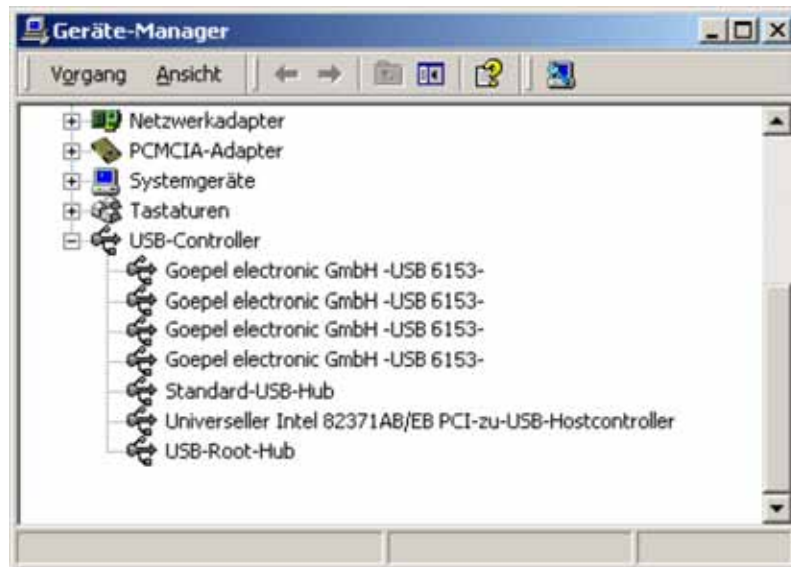 Geräte-Manager
Vorgang Ansicht
Netzwerkadapter
PCMCIA-Adapter
Systemgeräte
Tastaturen
USB-Controller
Goepel electronic GmbH -USB 6153-
Goepel electronic GmbH -USB 6153-
Goepel electronic GmbH -USB 6153-
Goepel electronic GmbH -USB 6153-
Standard-USB-Hub
Universeller Intel 82371AB/EB PCI-zu-USB-Hostcontroller
USB-Root-Hub